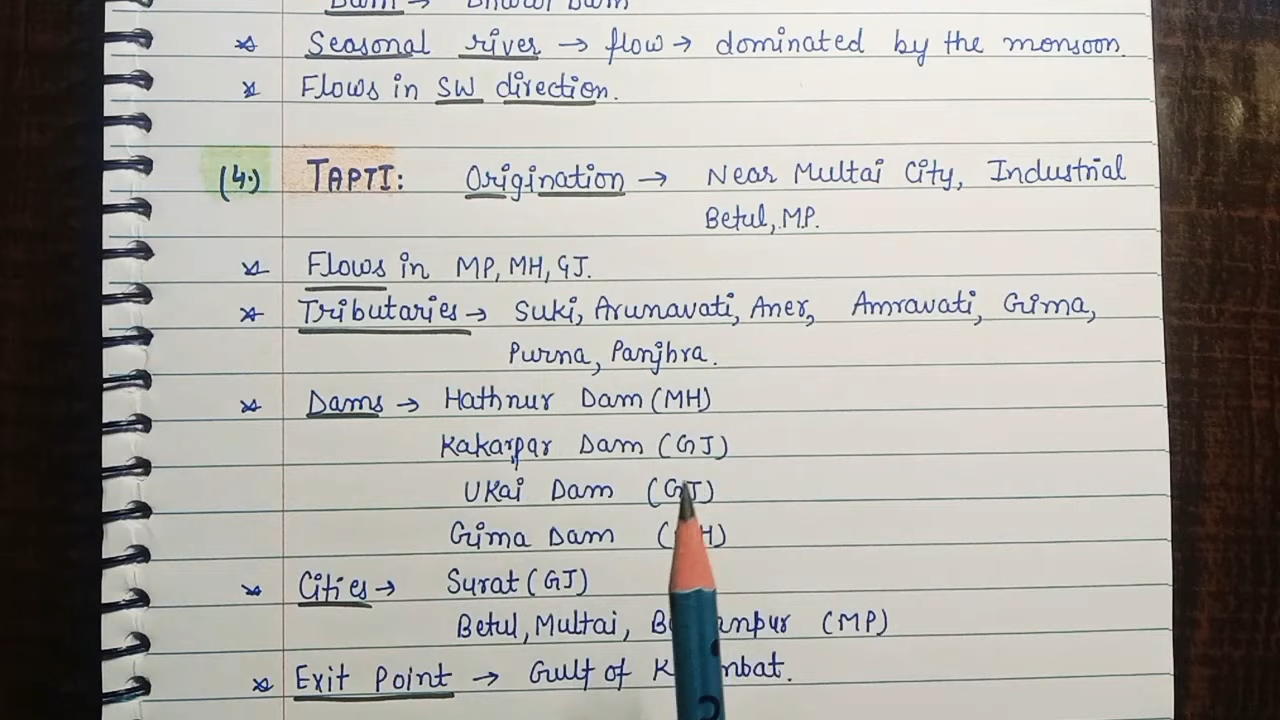 Seasonal river → flow → dominated by the monsoon.
Flows in SW direction.
(4.) TAPTI: Origination → Near Multai City, Industrial
Betul, MP.
Flows in MP, MH, GJ.
Tributaries → Suki, Arunavati, Aner, Amravati, Girna,
Purna, Panjhra.
Dams → Hathnur Dam (MH)
Kakarpar Dam (GJ)
Ukai Dam (GJ)
Girna Dam
Cities → Surat (GJ)
Betul, Multai, (MP)
Exit Point → Gulf of